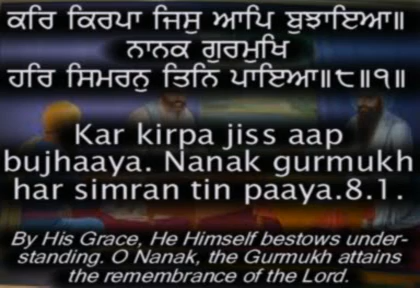 ਕਰਿ ਕਿਰਪਾ ਜਿਸੁ ਆਪਿ ਬੁਝਾਇਆ॥
ਨਾਨਕ ਗੁਰਮੁਖਿ
ਹਰਿ ਸਿਮਰਨੁ ਤਿਨਿ ਪਾਇਆ॥੮॥੧॥
Kar kirpa jiss aap
bujhaaya. Nanak gurmukh
har simran tin paaya.8.1.
By His Grace, He Himself bestows under-
standing. O Nanak, the Gurmukh attains
the remembrance of the Lord.